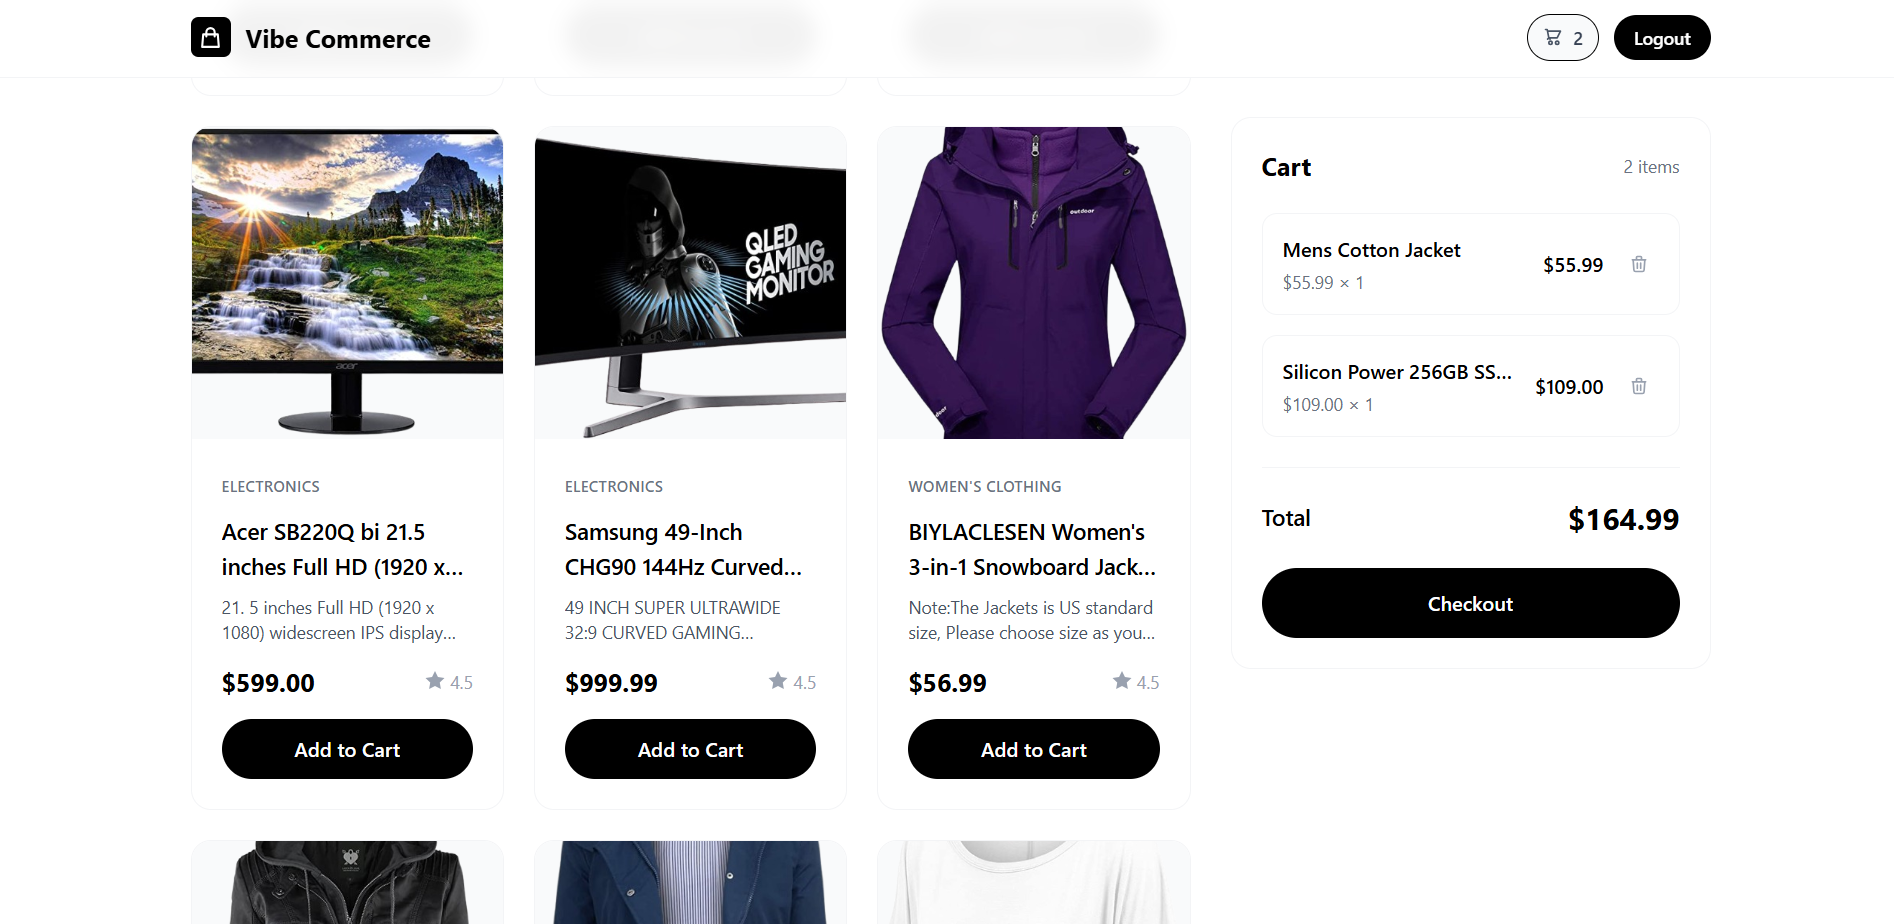 Vibe Commerce
2
Logout
acer
QLED
GAMING
MONITOR
outdoor
ELECTRONICS
Acer SB220Q bi 21.5
inches Full HD (1920 x...
21. 5 inches Full HD (1920 x
1080) widescreen IPS display...
$599.00
4.5
Add to Cart
ELECTRONICS
Samsung 49-Inch
CHG90 144Hz Curved...
49 INCH SUPER ULTRAWIDE
32:9 CURVED GAMING...
$999.99
4.5
Add to Cart
WOMEN'S CLOTHING
BIYLACLESEN Women's
3-in-1 Snowboard Jack...
Note:The Jackets is US standard
size, Please choose size as you...
$56.99
4.5
Add to Cart
Cart
2 items
Mens Cotton Jacket
$55.99 × 1
$55.99
Silicon Power 256GB SS...
$109.00 × 1
$109.00
Total
$164.99
Checkout